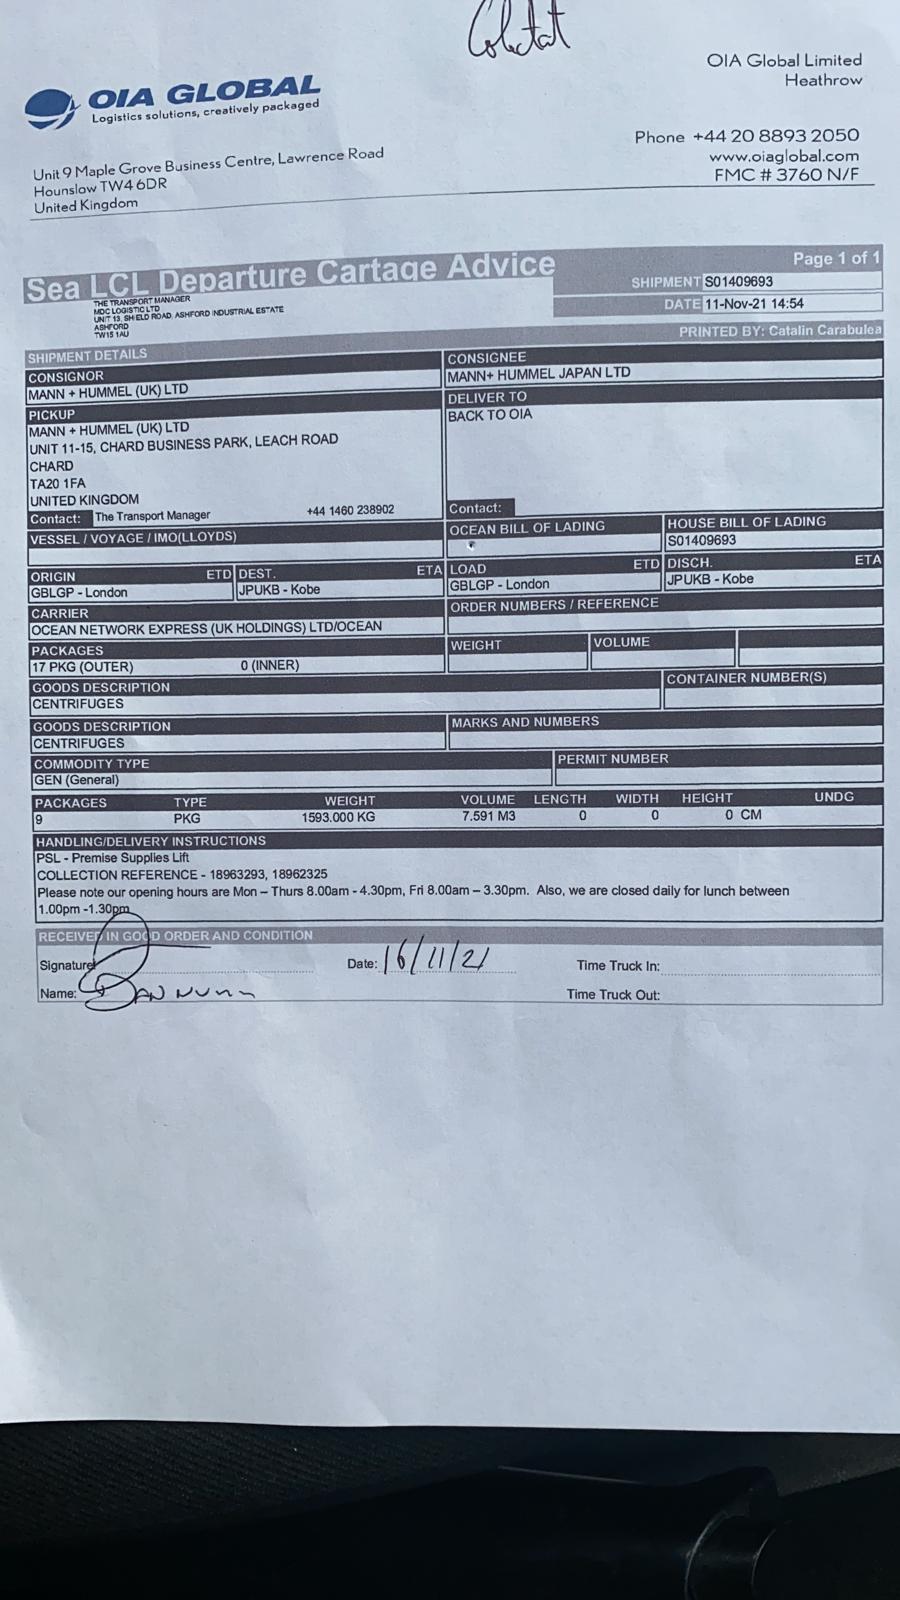 OIA GLOBAL
Logistics solutions, creatively packaged
OIA Global Limited
Heathrow
Phone +44 20 8893 2050
www.oiaglobal.com
FMC # 3760 N/F
Unit 9 Maple Grove Business Centre, Lawrence Road
Hounslow TW4 6DR
United Kingdom
Sea LCL Departure Cartage Advice
Page 1 of 1
SHIPMENT S01409693
DATE 11-Nov-21 14:54
THE TRANSPORT MANAGER
MDC LOGISTIC LTD
UNIT 13, SHIELD ROAD, ASHFORD INDUSTRIAL ESTATE
ASHFORD
TW15 1AU
PRINTED BY: Catalin Carabulea
SHIPMENT DETAILS
CONSIGNOR
MANN + HUMMEL (UK) LTD
CONSIGNEE
MANN+ HUMMEL JAPAN LTD
PICKUP
MANN + HUMMEL (UK) LTD
UNIT 11-15, CHARD BUSINESS PARK, LEACH ROAD
CHARD
TA20 1FA
UNITED KINGDOM
Contact: The Transport Manager +44 1460 238902
DELIVER TO
BACK TO OIA
Contact:
VESSEL / VOYAGE / IMO(LLOYDS)
OCEAN BILL OF LADING
HOUSE BILL OF LADING
S01409693
ORIGIN ETD DEST. ETA LOAD ETD DISCH. ETA
GBLGP - London JPUKB - Kobe GBLGP - London JPUKB - Kobe
CARRIER
OCEAN NETWORK EXPRESS (UK HOLDINGS) LTD/OCEAN
ORDER NUMBERS / REFERENCE
PACKAGES WEIGHT VOLUME
17 PKG (OUTER) 0 (INNER)
GOODS DESCRIPTION CONTAINER NUMBER(S)
CENTRIFUGES
GOODS DESCRIPTION MARKS AND NUMBERS
CENTRIFUGES
COMMODITY TYPE PERMIT NUMBER
GEN (General)
PACKAGES TYPE WEIGHT VOLUME LENGTH WIDTH HEIGHT UNDG
9 PKG 1593.000 KG 7.591 M3 0 0 0 CM
HANDLING/DELIVERY INSTRUCTIONS
PSL - Premise Supplies Lift
COLLECTION REFERENCE - 18963293, 18962325
Please note our opening hours are Mon – Thurs 8.00am - 4.30pm, Fri 8.00am – 3.30pm. Also, we are closed daily for lunch between
1.00pm -1.30pm
RECEIVED IN GOOD ORDER AND CONDITION
Signature Date: 16/11/21 Time Truck In:
Name: DAN NUNN Time Truck Out: